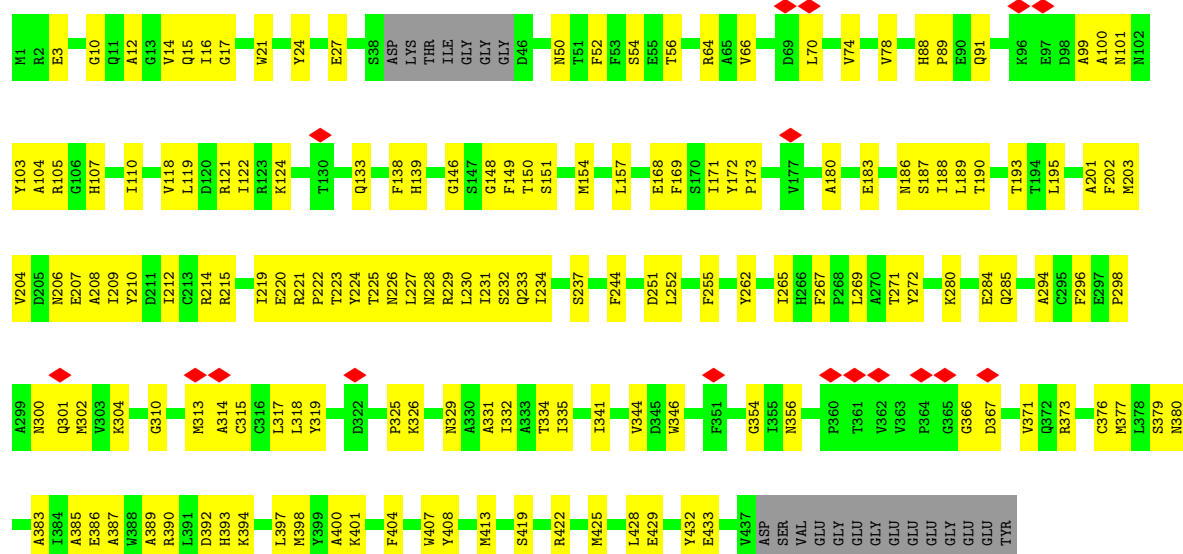 M1 R2 E3 G10 Q11 A12 G13 V14 Q15 I16 G17 W21 Y24 E27 S38 ASP LYS THR ILE GLY GLY GLY D46 N50 T51 F52 F53 S54 E55 T56 R64 A65 V66 D69 L70 V74 V78 H88 P89 E90 Q91 K96 E97 D98 A99 A100 N101 N102
Y103 A104 R105 G106 H107 I110 V118 L119 D120 R121 I122 R123 K124 T130 Q133 F138 H139 G146 S147 G148 F149 T150 S151 M154 L157 E168 F169 S170 I171 Y172 P173 V177 A180 E183 N186 S187 I188 L189 T190 T193 T194 L195 A201 F202 M203
V204 D205 N206 E207 A208 I209 Y210 D211 I212 C213 R214 R215 I219 E220 R221 P222 T223 Y224 T225 N226 L227 N228 R229 L230 I231 S232 Q233 I234 S237 F244 D251 L252 F255 Y262 I265 H266 F267 P268 L269 A270 T271 Y272 K280 E284 Q285 A294 C295 F296 E297 P298
A299 N300 Q301 M302 V303 K304 G310 M313 A314 C315 C316 L317 L318 Y319 D322 P325 K326 N329 A330 A331 I332 A333 T334 I335 I341 V344 D345 W346 F351 G354 I355 N356 P360 T361 V362 V363 P364 G365 G366 D367 V371 Q372 R373 C376 M377 L378 S379 N380
A383 I384 A385 E386 A387 W388 A389 R390 L391 D392 H393 K394 L397 M398 Y399 A400 K401 F404 W407 Y408 M413 S419 R422 M425 L428 E429 Y432 E433 V437 ASP SER VAL GLU GLY GLU GLY GLU GLU GLU GLY GLU GLU TYR